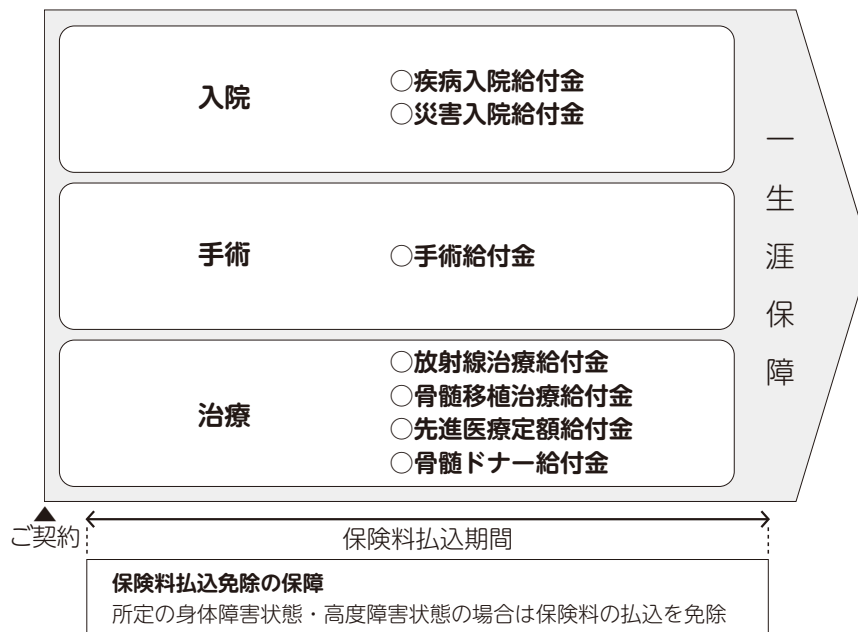 入院
○疾病入院給付金
○災害入院給付金
手術
○手術給付金
治療
○放射線治療給付金
○骨髄移植治療給付金
○先進医療定額給付金
○骨髄ドナー給付金
一生涯保障
ご契約
保険料払込期間
保険料払込免除の保障
所定の身体障害状態・高度障害状態の場合は保険料の払込を免除